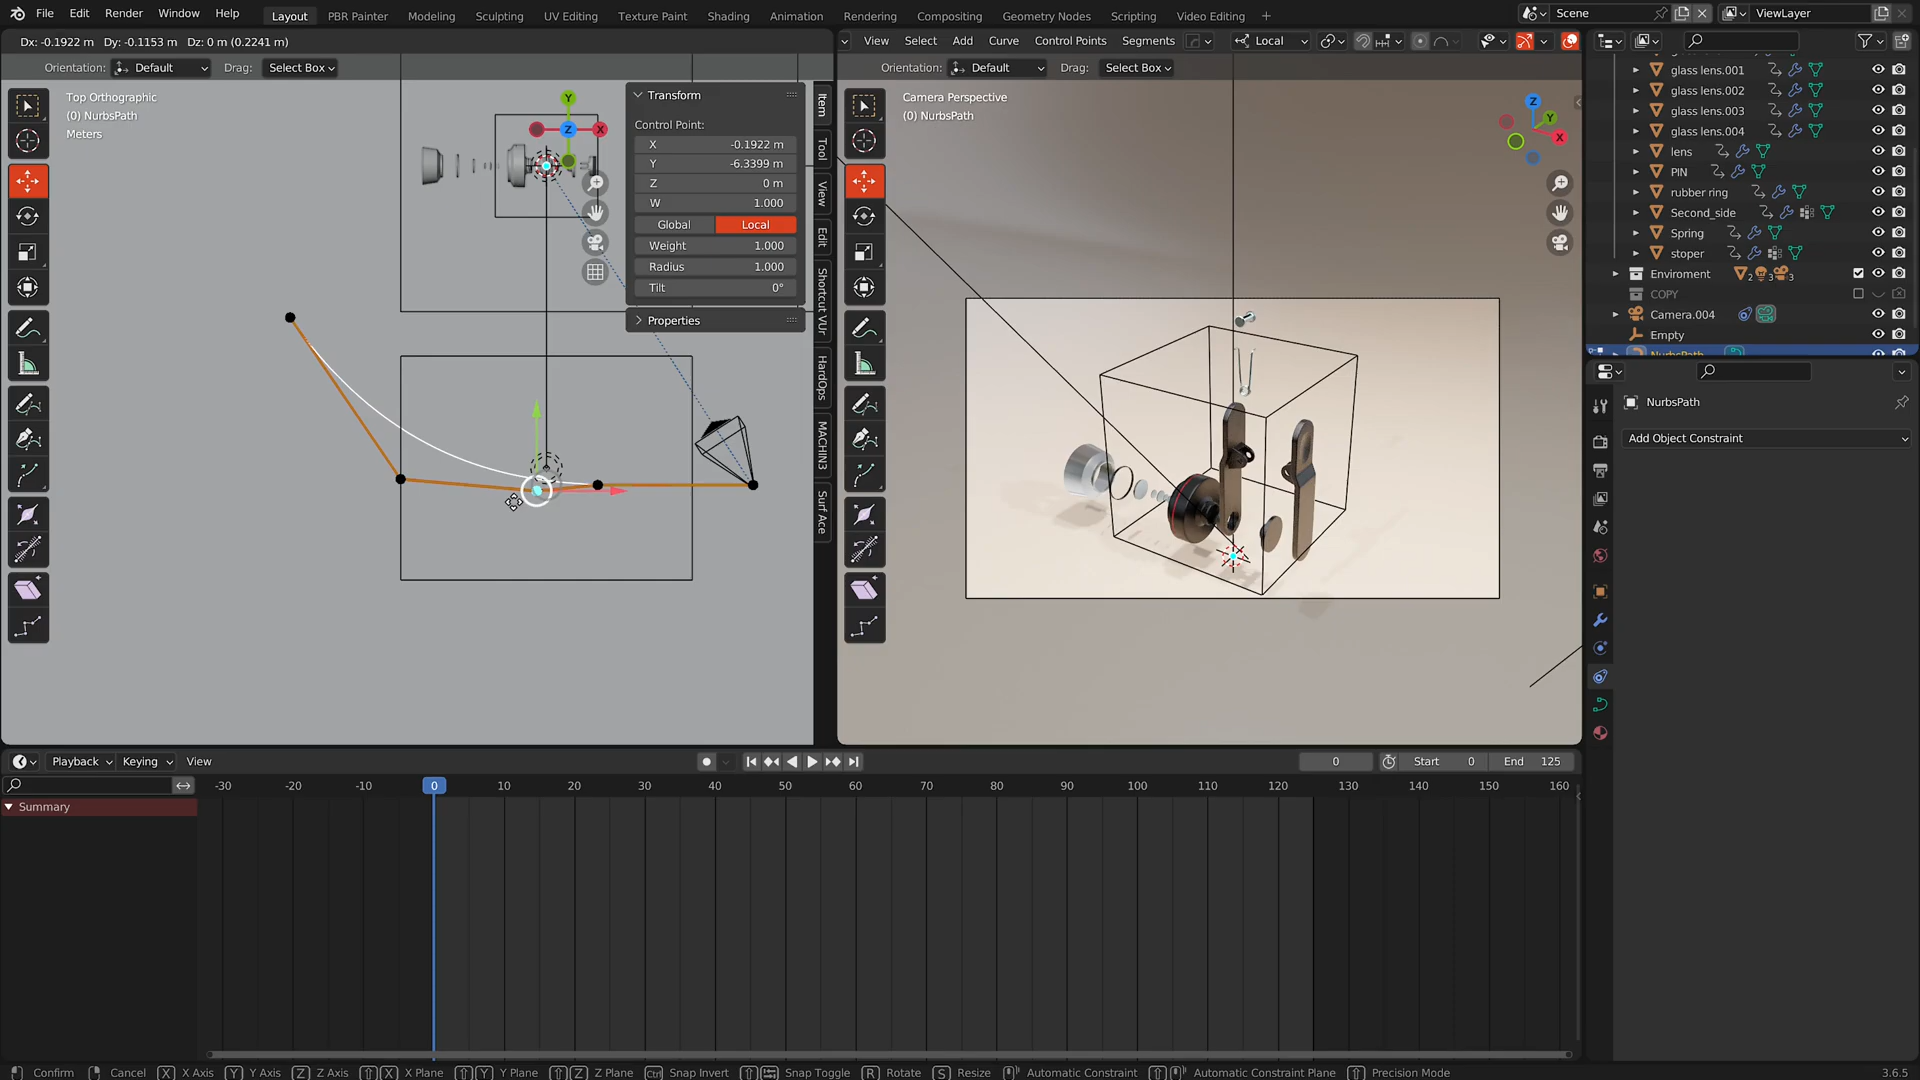 File Edit Render Window Help Layout PBR Painter Modeling Sculpting UV Editing Texture Paint Shading Animation Rendering Compositing Geometry Nodes Scripting Video Editing + Scene ViewLayer
Dx: -0.1922 m Dy: -0.1153 m Dz: 0 m (0.2241 m)
View Select Add Curve Control Points Segments Local
Orientation: Default Drag: Select Box
Orientation: Default Drag: Select Box
Top Orthographic
(0) NurbsPath
Meters
Y
Z
X
Transform
Control Point:
X -0.1922 m
Y -6.3399 m
Z 0 m
W 1.000
Global Local
Weight 1.000
Radius 1.000
Tilt 0°
Properties
Item
Tool
View
Edit
Shortcut VUr
HardOps
MACHIN3
Surf Ace
Camera Perspective
(0) NurbsPath
Z
Y
X
glass lens.001
glass lens.002
glass lens.003
glass lens.004
lens
PIN
rubber ring
Second_side
Spring
stoper
Enviroment 2 3 3
COPY
Camera.004
Empty
NurbsPath
NurbsPath
Add Object Constraint
Playback Keying View 0 Start 0 End 125
-30 -20 -10 0 10 20 30 40 50 60 70 80 90 100 110 120 130 140 150 160
Summary
Confirm Cancel X X Axis Y Y Axis Z Z Axis X X Plane Y Y Plane Z Z Plane Ctrl Snap Invert Snap Toggle R Rotate S Resize Automatic Constraint Automatic Constraint Plane Precision Mode 3.6.5